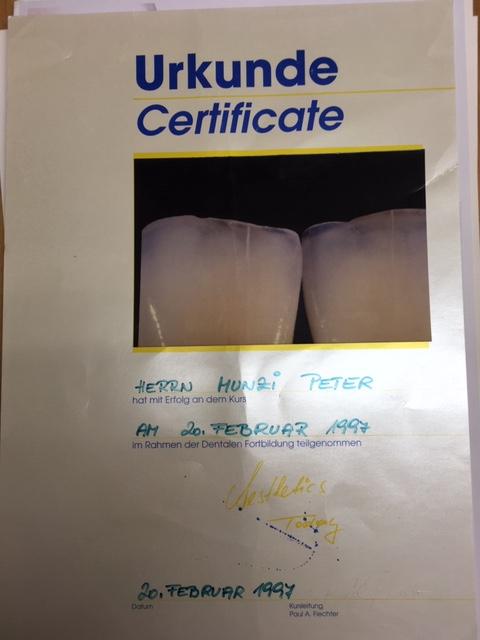 Urkunde
Certificate
HERRN MUNZI PETER
hat mit Erfolg an dem Kurs
AM 20. FEBRUAR 1997
im Rahmen der Dentalen Fortbildung teilgenommen
Aesthetics
Today
20. FEBRUAR 1997
Datum
Kursleitung
Paul A. Fiechter